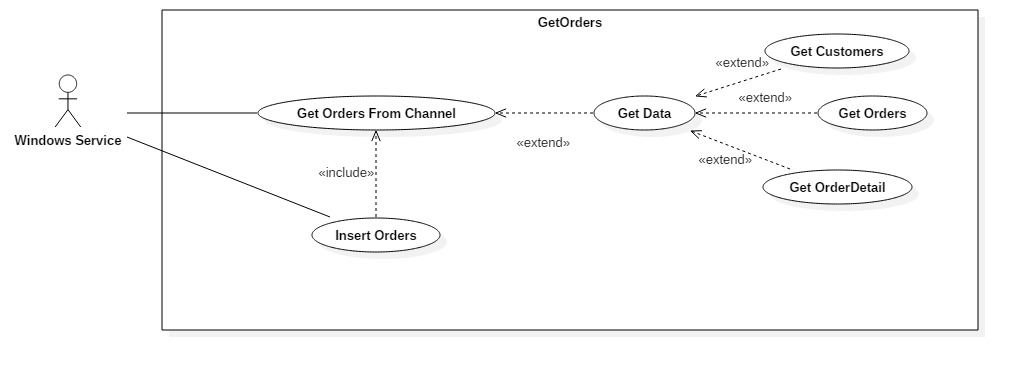 GetOrders
Get Customers
«extend»
«extend»
Get Orders From Channel
Get Data
Get Orders
Windows Service
«extend»
«extend»
«include»
Get OrderDetail
Insert Orders